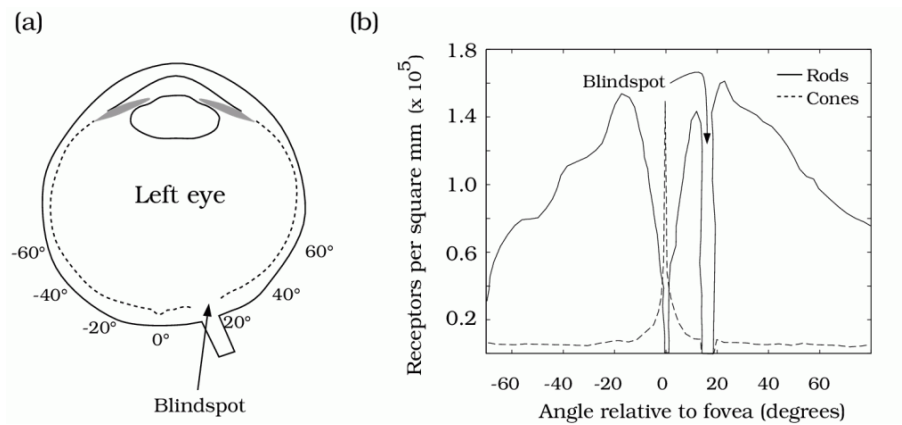 (a)
Left eye
-60°
-40°
-20°
0°
20°
40°
60°
Blindspot
(b)
Receptors per square mm (x 10⁵)
1.8
1.4
1.0
0.6
0.2
Blindspot
Rods
Cones
-60 -40 -20 0 20 40 60
Angle relative to fovea (degrees)